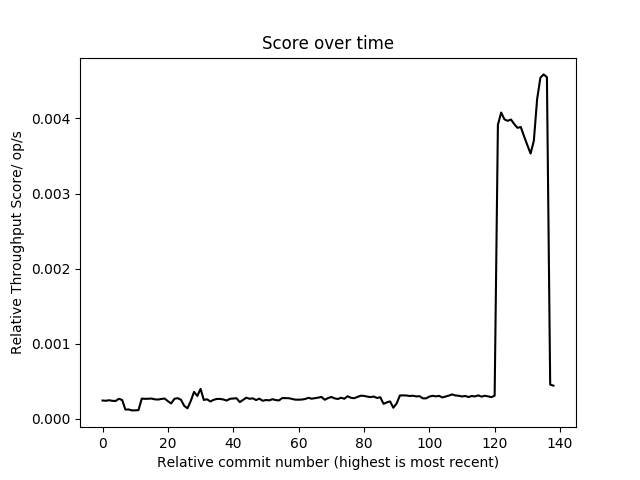 Score over time
Relative Throughput Score/ op/s
0.004
0.003
0.002
0.001
0.000
0 20 40 60 80 100 120 140
Relative commit number (highest is most recent)